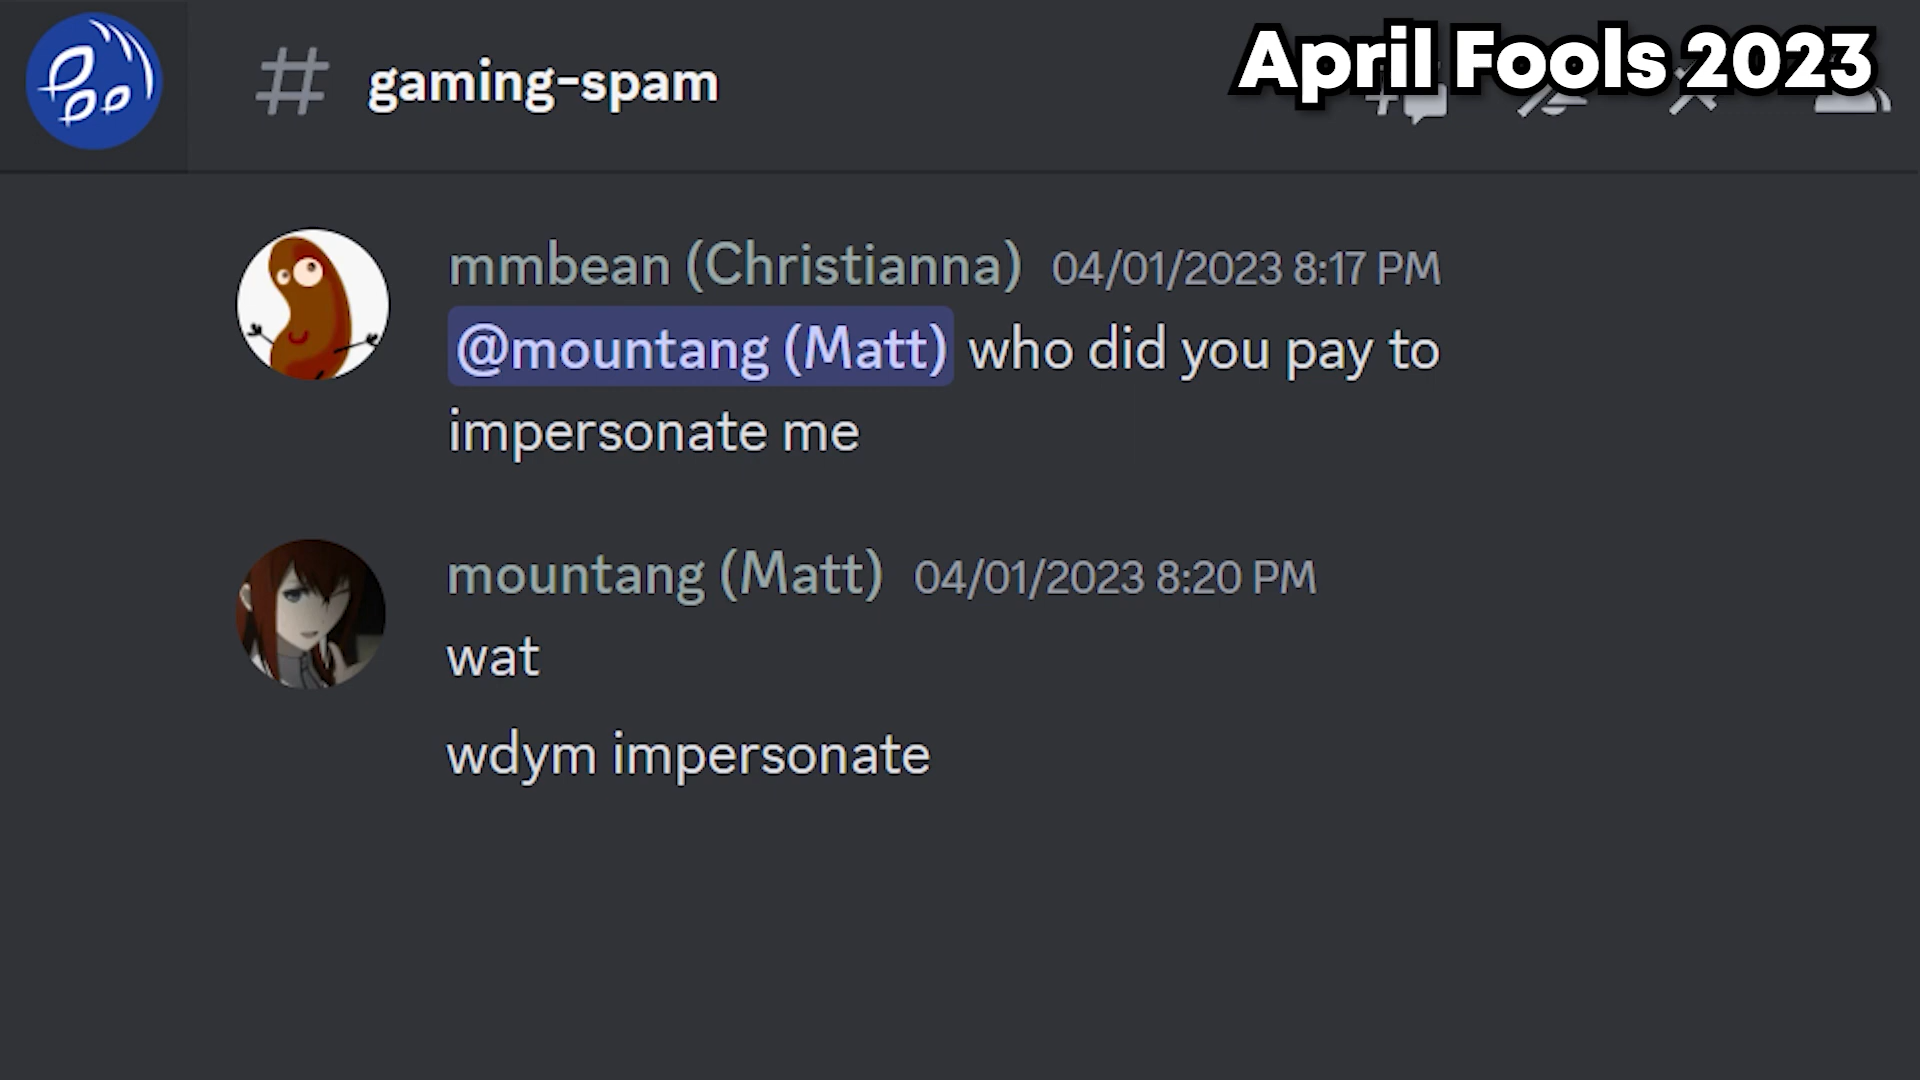 April Fools 2023
# gaming-spam
mmbean (Christianna) 04/01/2023 8:17 PM
@mountang (Matt) who did you pay to
impersonate me
mountang (Matt) 04/01/2023 8:20 PM
wat
wdym impersonate